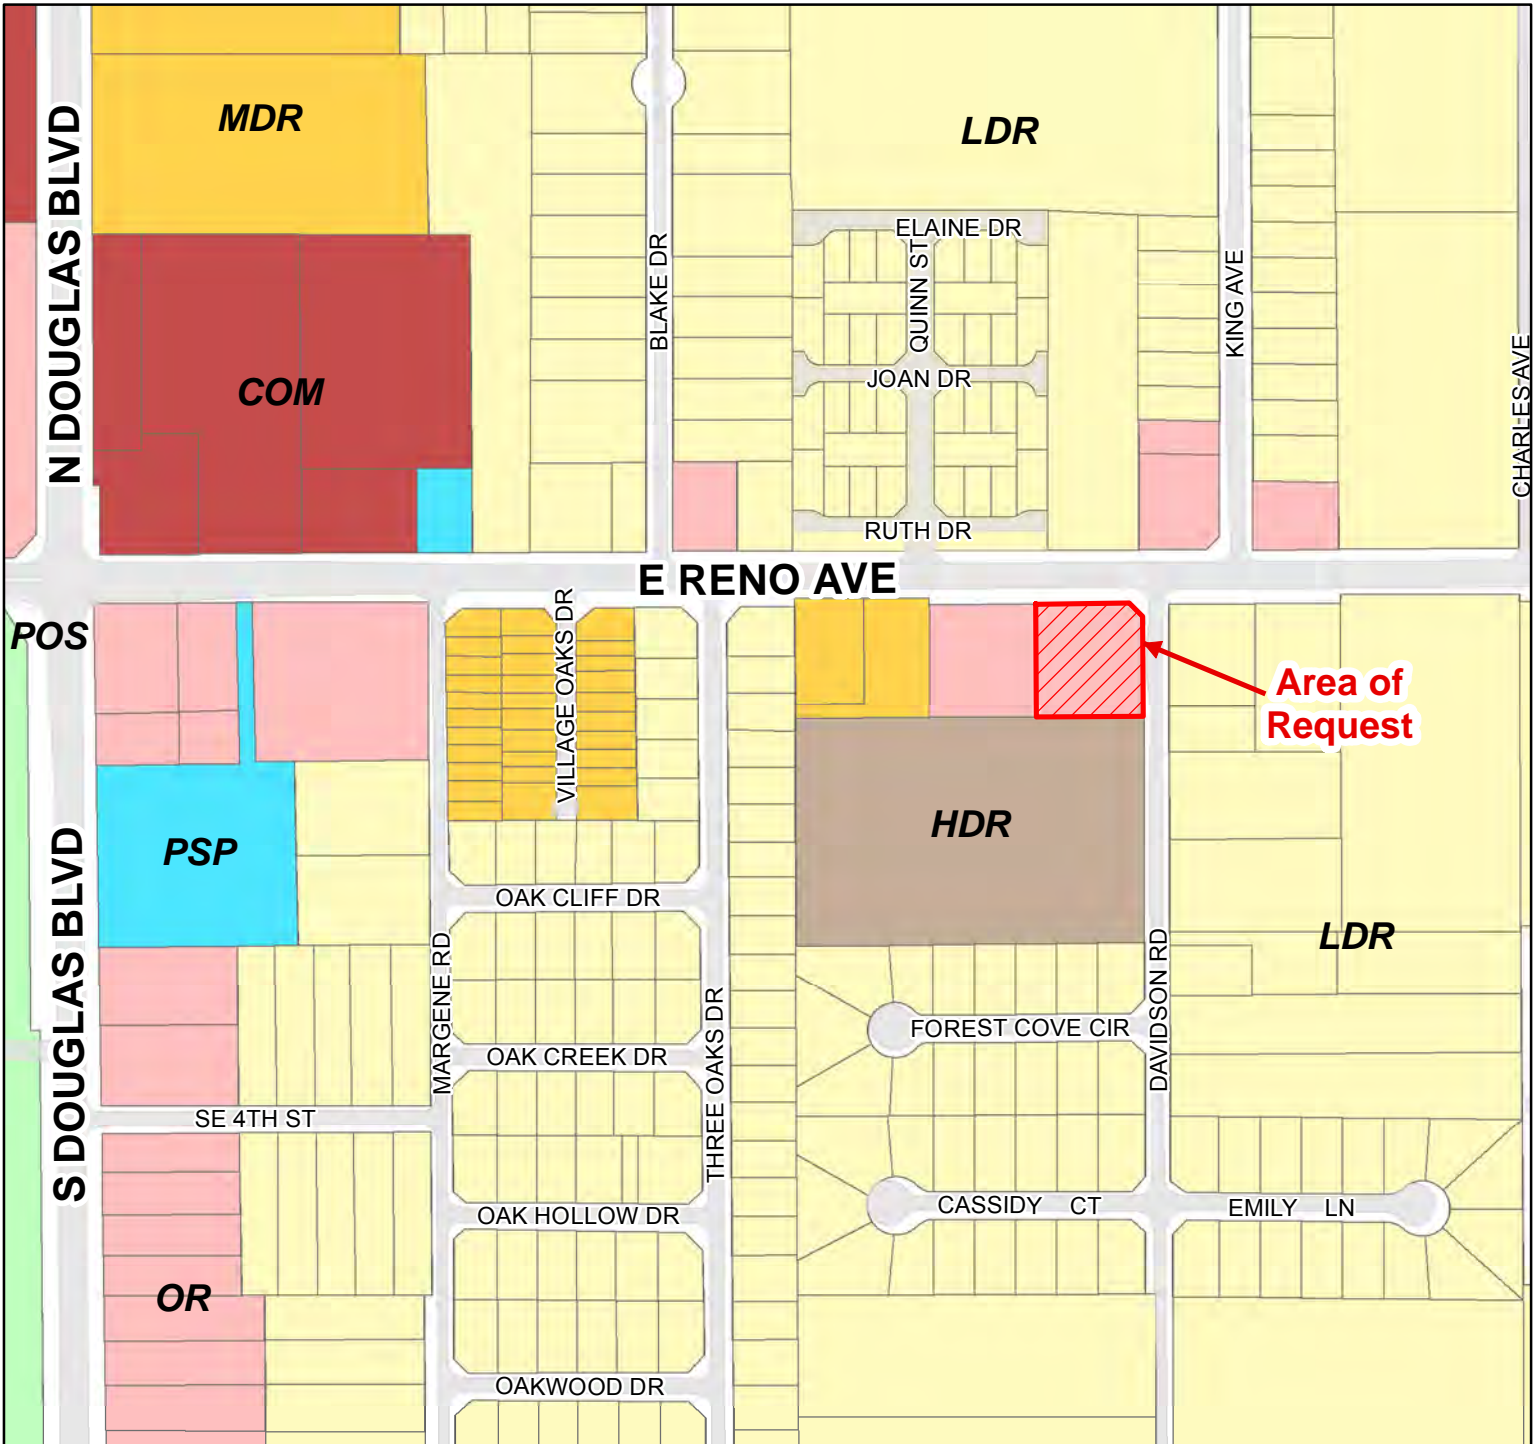 MDR
LDR
N DOUGLAS BLVD
ELAINE DR
BLAKE DR
QUINN ST
KING AVE
CHARLES AVE
COM
JOAN DR
RUTH DR
E RENO AVE
POS
VILLAGE OAKS DR
Area of
Request
PSP
HDR
S DOUGLAS BLVD
OAK CLIFF DR
LDR
MARGENE RD
THREE OAKS DR
DAVIDSON RD
FOREST COVE CIR
OAK CREEK DR
SE 4TH ST
CASSIDY CT
EMILY LN
OAK HOLLOW DR
OR
OAKWOOD DR